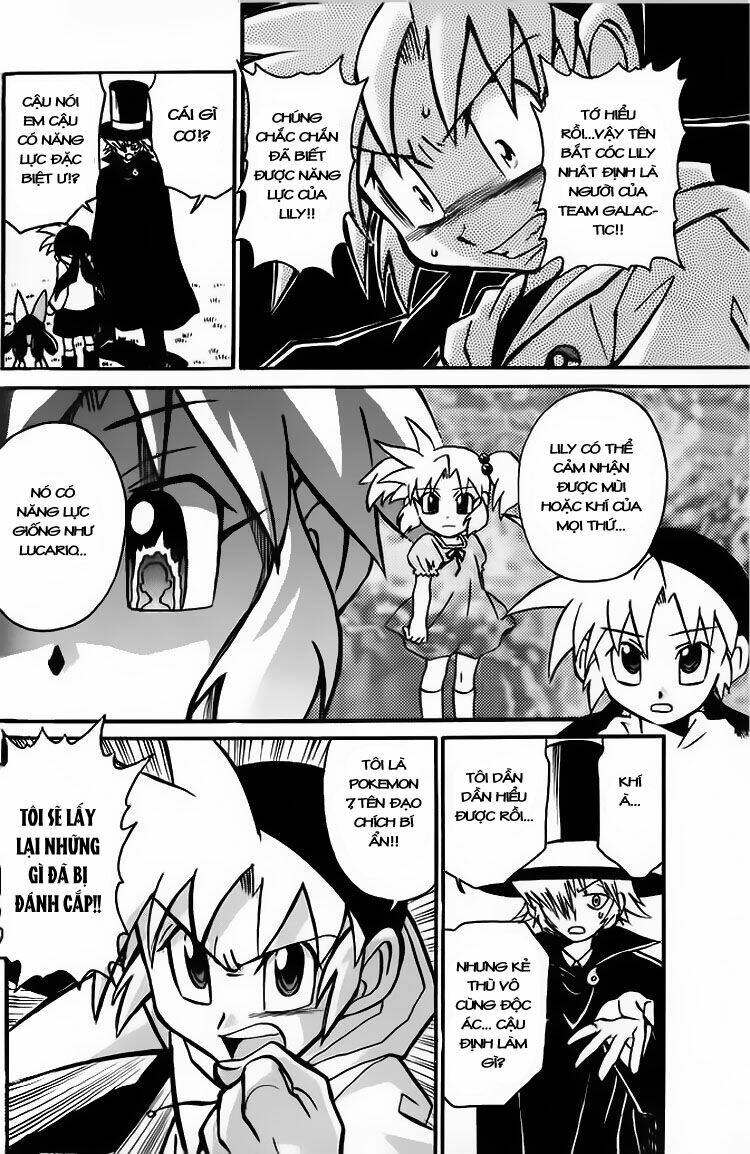 TỚ HIỂU
RỒI...VẬY TÊN
BẮT CÓC LILY
NHẤT ĐỊNH LÀ
NGƯỜI CỦA
TEAM GALAC-
TIC!!
CHÚNG
CHẮC CHẮN
ĐÃ BIẾT
ĐƯỢC NĂNG
LỰC CỦA
LILY!!
CÁI GÌ
CƠ!?
CẬU NÓI
EM CẬU
CÓ NĂNG
LỰC ĐẶC
BIỆT Ư!?
LILY CÓ THỂ
CẢM NHẬN
ĐƯỢC MÙI
HOẶC KHÍ CỦA
MỌI THỨ...
NÓ CÓ
NĂNG LỰC
GIỐNG NHƯ
LUCARIO...
KHÍ
À...
TÔI DẦN
DẦN HIỂU
ĐƯỢC RỒI...
NHƯNG KẺ
THÙ VÔ
CÙNG ĐỘC
ÁC... CẬU
ĐỊNH LÀM
GÌ?
TÔI LÀ
POKEMON
7, TÊN ĐẠO
CHÍCH BÍ
ẨN!!
TÔI SẼ LẤY
LẠI NHỮNG
GÌ ĐÃ BỊ
ĐÁNH CẮP!!